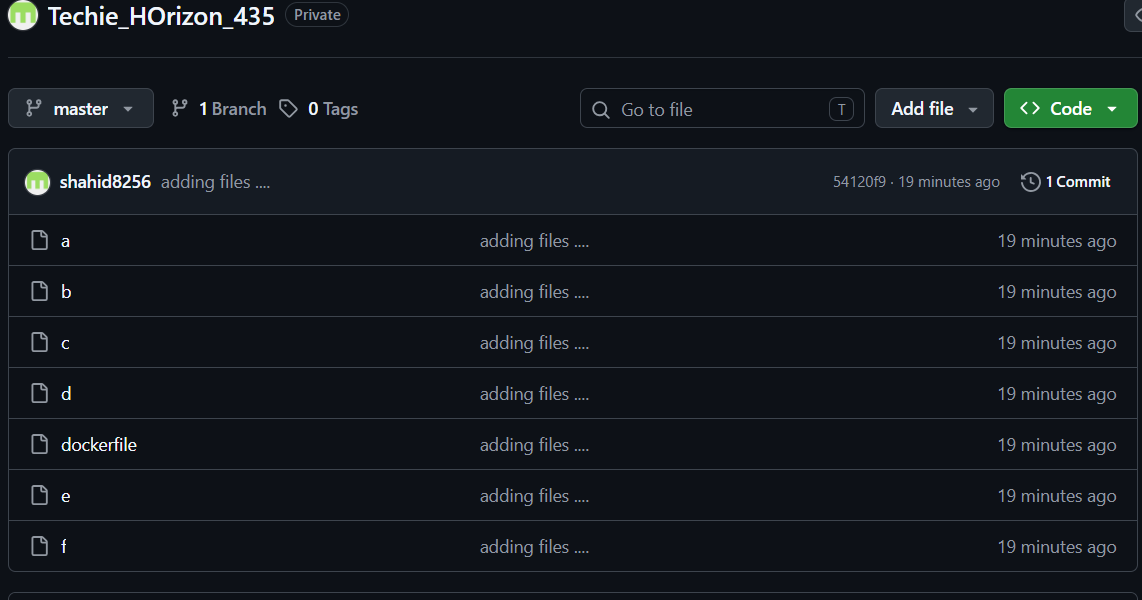 Techie_HOrizon_435 Private
master 1 Branch 0 Tags Go to file T Add file Code
shahid8256 adding files .... 54120f9 · 19 minutes ago 1 Commit
a adding files .... 19 minutes ago
b adding files .... 19 minutes ago
c adding files .... 19 minutes ago
d adding files .... 19 minutes ago
dockerfile adding files .... 19 minutes ago
e adding files .... 19 minutes ago
f adding files .... 19 minutes ago